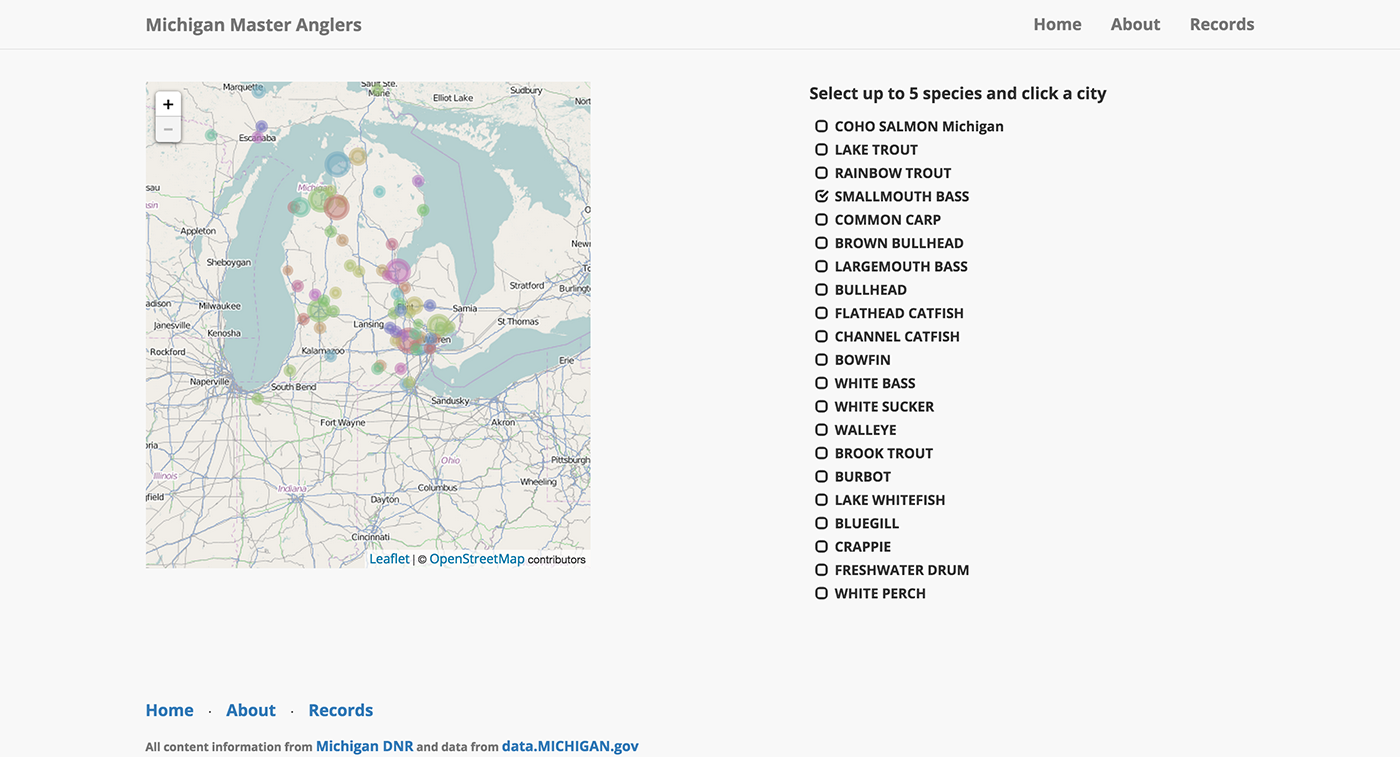 Michigan Master Anglers
Home About Records
+
−
Marquette
Sault Ste.
Marie
Elliot Lake
Sudbury
Escanaba
Michigan
Appleton
Sheboygan
Milwaukee
Janesville
Kenosha
Rockford
Naperville
South Bend
Kalamazoo
Lansing
Flint
Warren
Sarnia
Stratford
St Thomas
Erie
Sandusky
Fort Wayne
Akron
Ohio
Pittsburgh
Wheeling
Illinois
Indiana
Columbus
Dayton
Cincinnati
Leaflet | © OpenStreetMap contributors
Select up to 5 species and click a city
COHO SALMON Michigan
LAKE TROUT
RAINBOW TROUT
SMALLMOUTH BASS
COMMON CARP
BROWN BULLHEAD
LARGEMOUTH BASS
BULLHEAD
FLATHEAD CATFISH
CHANNEL CATFISH
BOWFIN
WHITE BASS
WHITE SUCKER
WALLEYE
BROOK TROUT
BURBOT
LAKE WHITEFISH
BLUEGILL
CRAPPIE
FRESHWATER DRUM
WHITE PERCH
Home · About · Records
All content information from Michigan DNR and data from data.MICHIGAN.gov